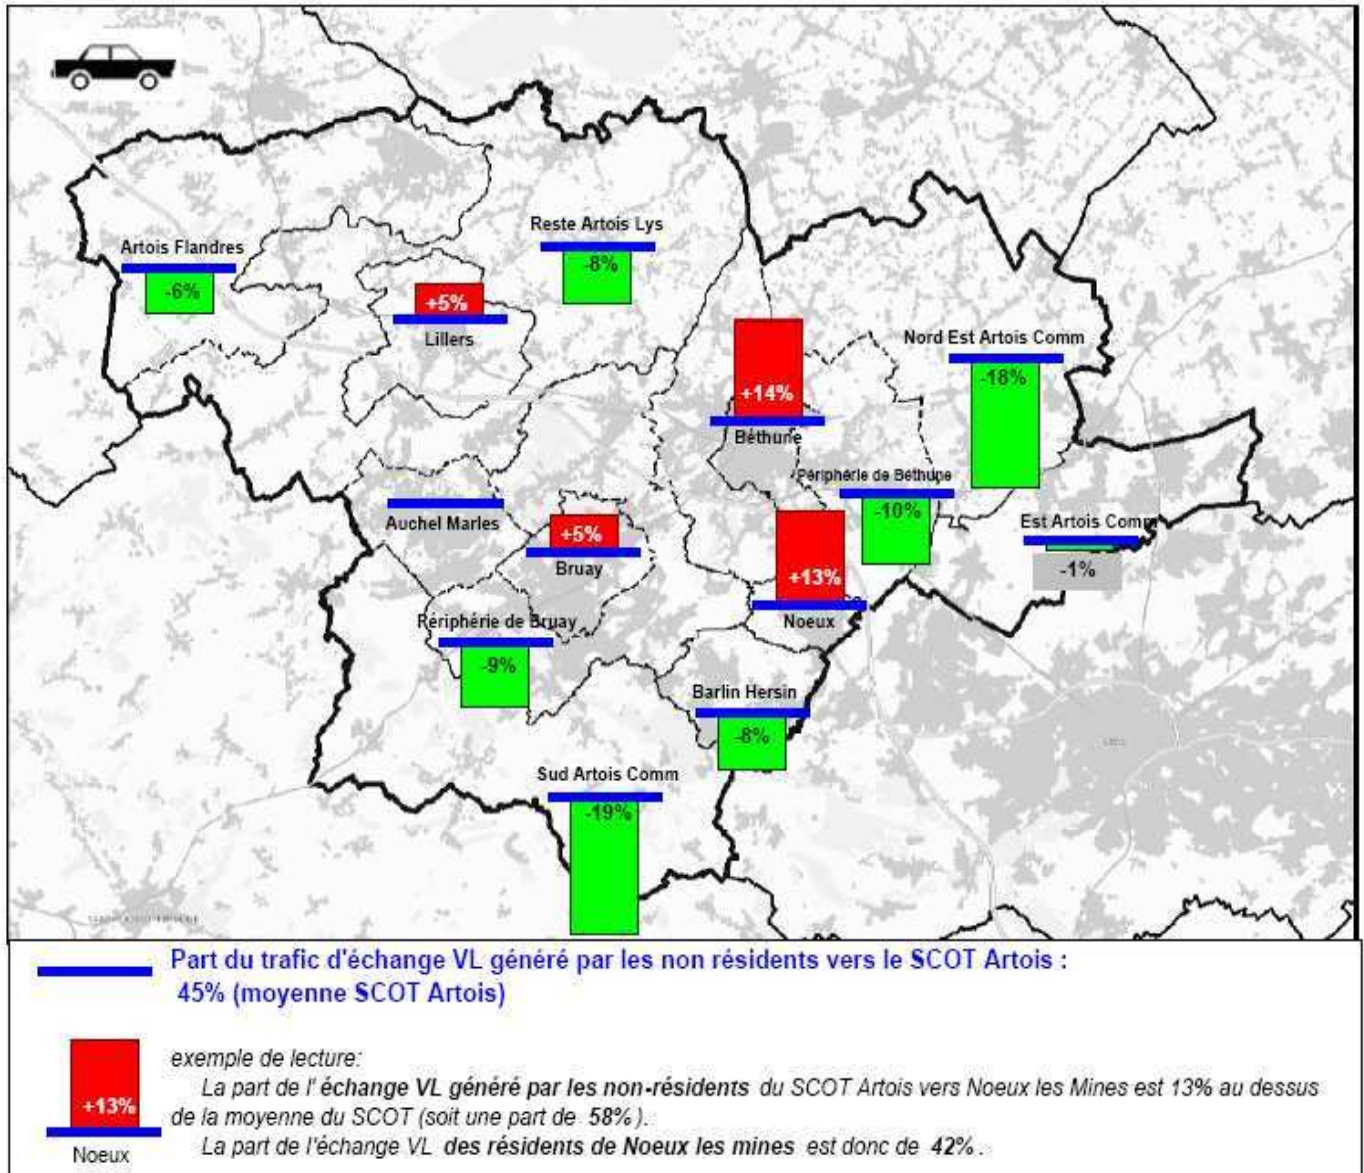 Reste Artois Lys
-8%
Artois Flandres
-6%
+5%
Lillers
Nord Est Artois Comm
-18%
+14%
Béthune
Périphérie de Béthune
-10%
Auchel Marles
+5%
Bruay
Est Artois Comm
-1%
+13%
Noeux
Périphérie de Bruay
-9%
Barlin Hersin
-8%
Sud Artois Comm
-19%
Part du trafic d'échange VL généré par les non résidents vers le SCOT Artois :
45% (moyenne SCOT Artois)
exemple de lecture:
La part de l' échange VL généré par les non-résidents du SCOT Artois vers Noeux les Mines est 13% au dessus
de la moyenne du SCOT (soit une part de 58% ).
La part de l'échange VL des résidents de Noeux les mines est donc de 42% .
+13%
Noeux